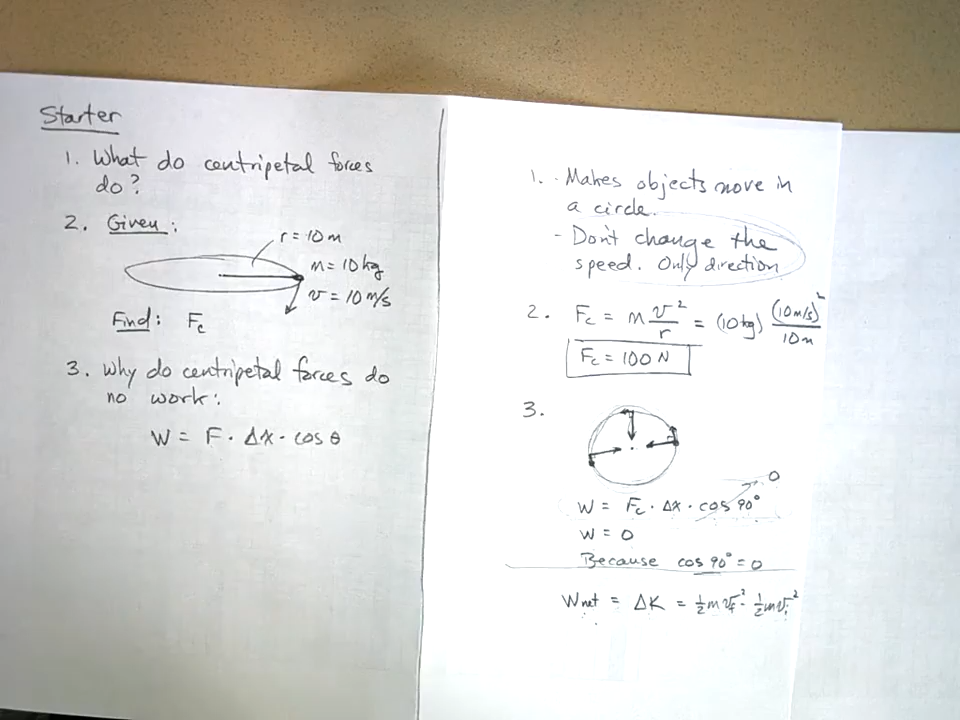 Starter
1. What do centripetal forces
do?
2. Given:
r = 10 m
m = 10 kg
v = 10 m/s
Find: Fc
3. Why do centripetal forces do
no work:
W = F · Δx · cos θ
1. - Makes objects move in
a circle.
- Don't change the
speed. Only direction
2. Fc = m v²/r = (10 kg) (10 m/s)²/10 m
Fc = 100 N
3.
0
W = Fc · Δx · cos 90°
W = 0
Because cos 90° = 0
Wnet = ΔK = ½mvf² - ½mvi²